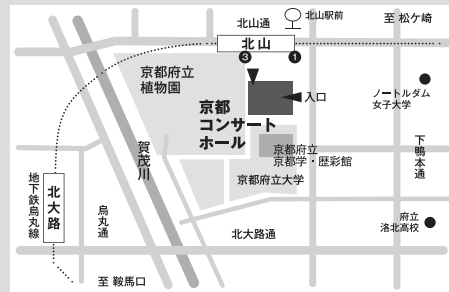 北山通
北山駅前
至 松ケ崎
北山
3
1
京都府立
植物園
入口
ノートルダム
女子大学
京都
コンサート
ホール
賀茂川
京都府立
京都学・歴彩館
下鴨本通
京都府立大学
地下鉄烏丸線
北大路
烏丸通
府立
洛北高校
北大路通
至 鞍馬口